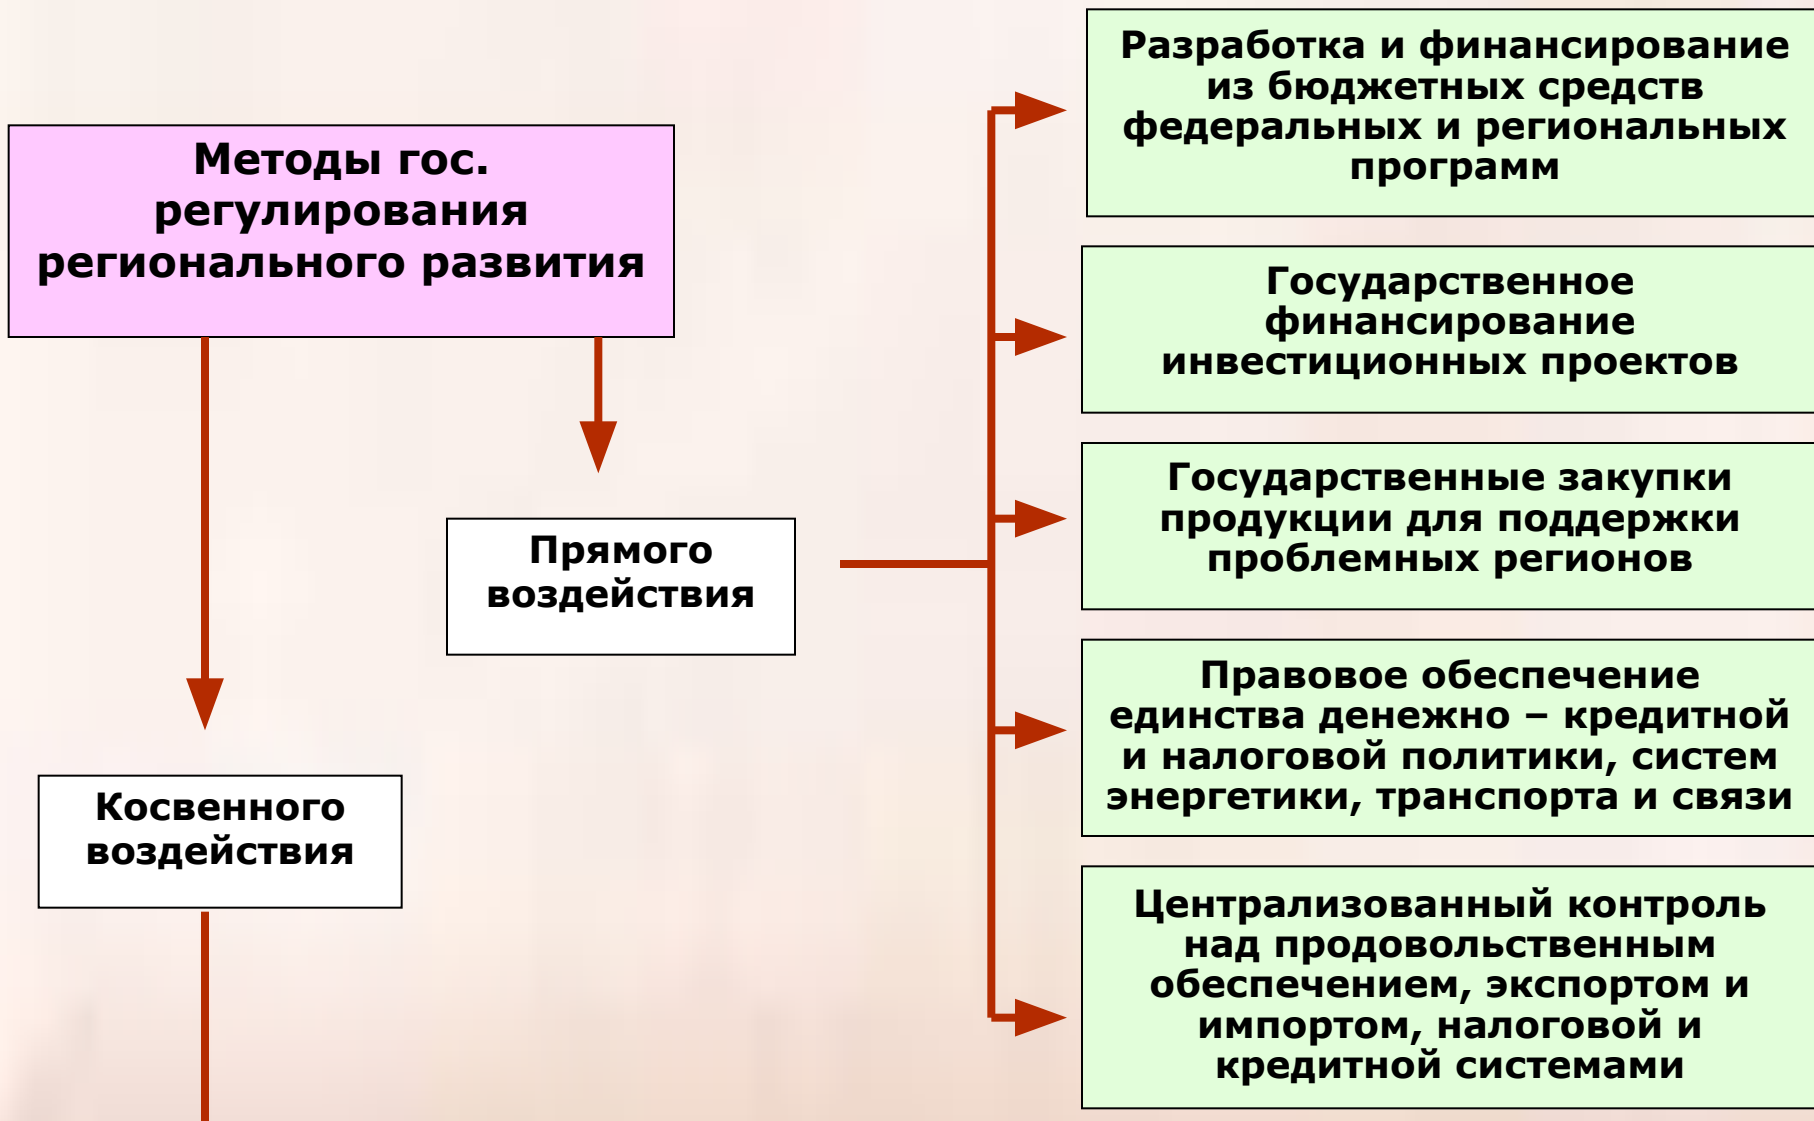 Методы гос.
регулирования
регионального развития
Прямого
воздействия
Косвенного
воздействия
Разработка и финансирование
из бюджетных средств
федеральных и региональных
программ
Государственное
финансирование
инвестиционных проектов
Государственные закупки
продукции для поддержки
проблемных регионов
Правовое обеспечение
единства денежно – кредитной
и налоговой политики, систем
энергетики, транспорта и связи
Централизованный контроль
над продовольственным
обеспечением, экспортом и
импортом, налоговой и
кредитной системами